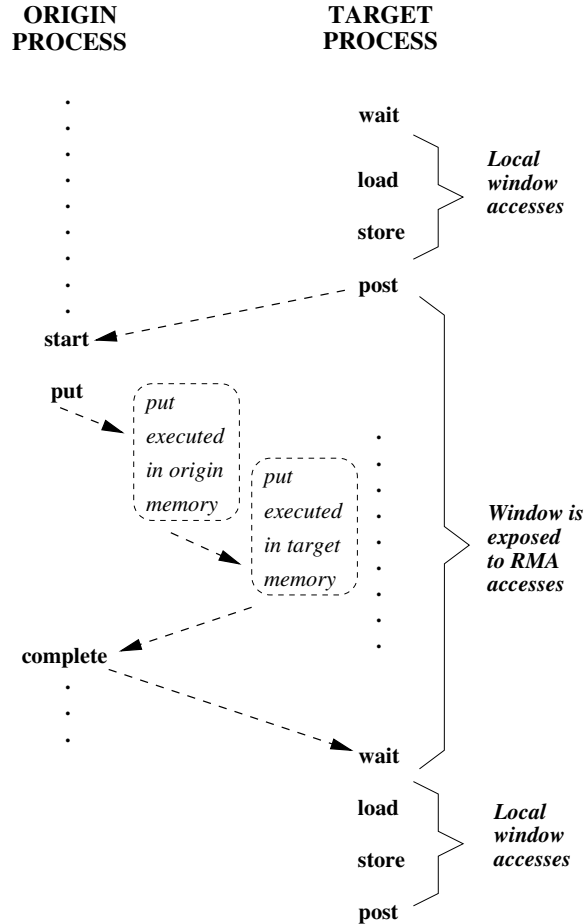 ORIGIN
PROCESS
TARGET
PROCESS
wait
load
store
Local
window
accesses
post
start
put
put
executed
in origin
memory
put
executed
in target
memory
Window is
exposed
to RMA
accesses
complete
wait
load
store
post
Local
window
accesses